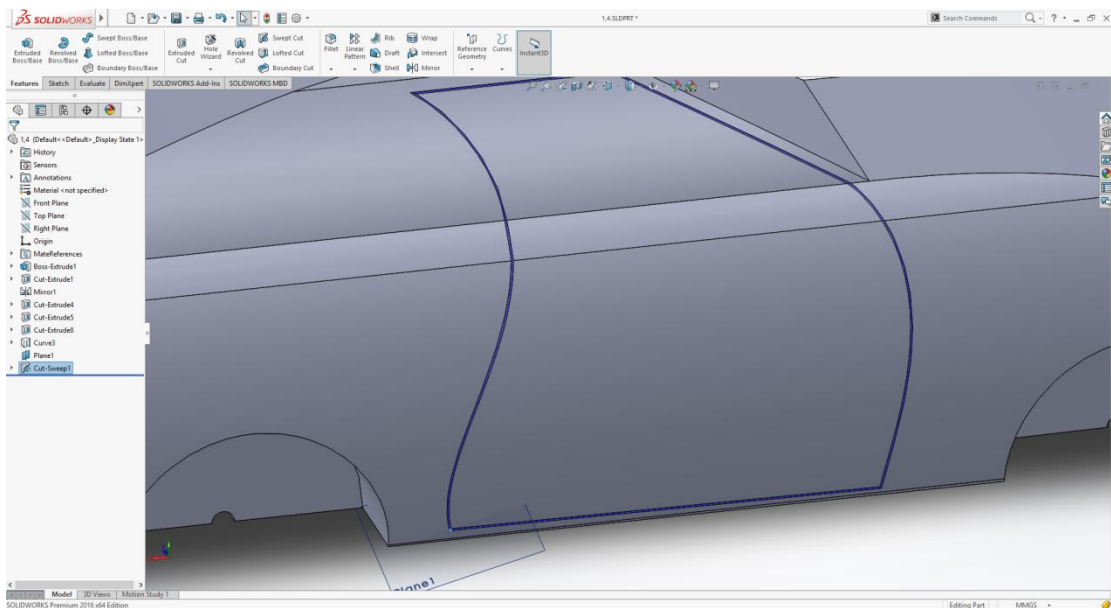 SOLIDWORKS
1,4.SLDPRT *
Search Commands
Extruded Boss/Base
Revolved Boss/Base
Swept Boss/Base
Lofted Boss/Base
Boundary Boss/Base
Extruded Cut
Hole Wizard
Revolved Cut
Swept Cut
Lofted Cut
Boundary Cut
Fillet
Linear Pattern
Rib
Draft
Shell
Wrap
Intersect
Mirror
Reference Geometry
Curves
Instant3D
Features Sketch Evaluate DimXpert SOLIDWORKS Add-Ins SOLIDWORKS MBD
1,4 (Default<<Default>_Display State 1>
History
Sensors
Annotations
Material <not specified>
Front Plane
Top Plane
Right Plane
Origin
MateReferences
Boss-Extrude1
Cut-Extrude1
Mirror1
Cut-Extrude4
Cut-Extrude5
Cut-Extrude8
Curve3
Plane1
Cut-Sweep1
Plane1
Model 3D Views Motion Study 1
SOLIDWORKS Premium 2016 x64 Edition
Editing Part MMGS